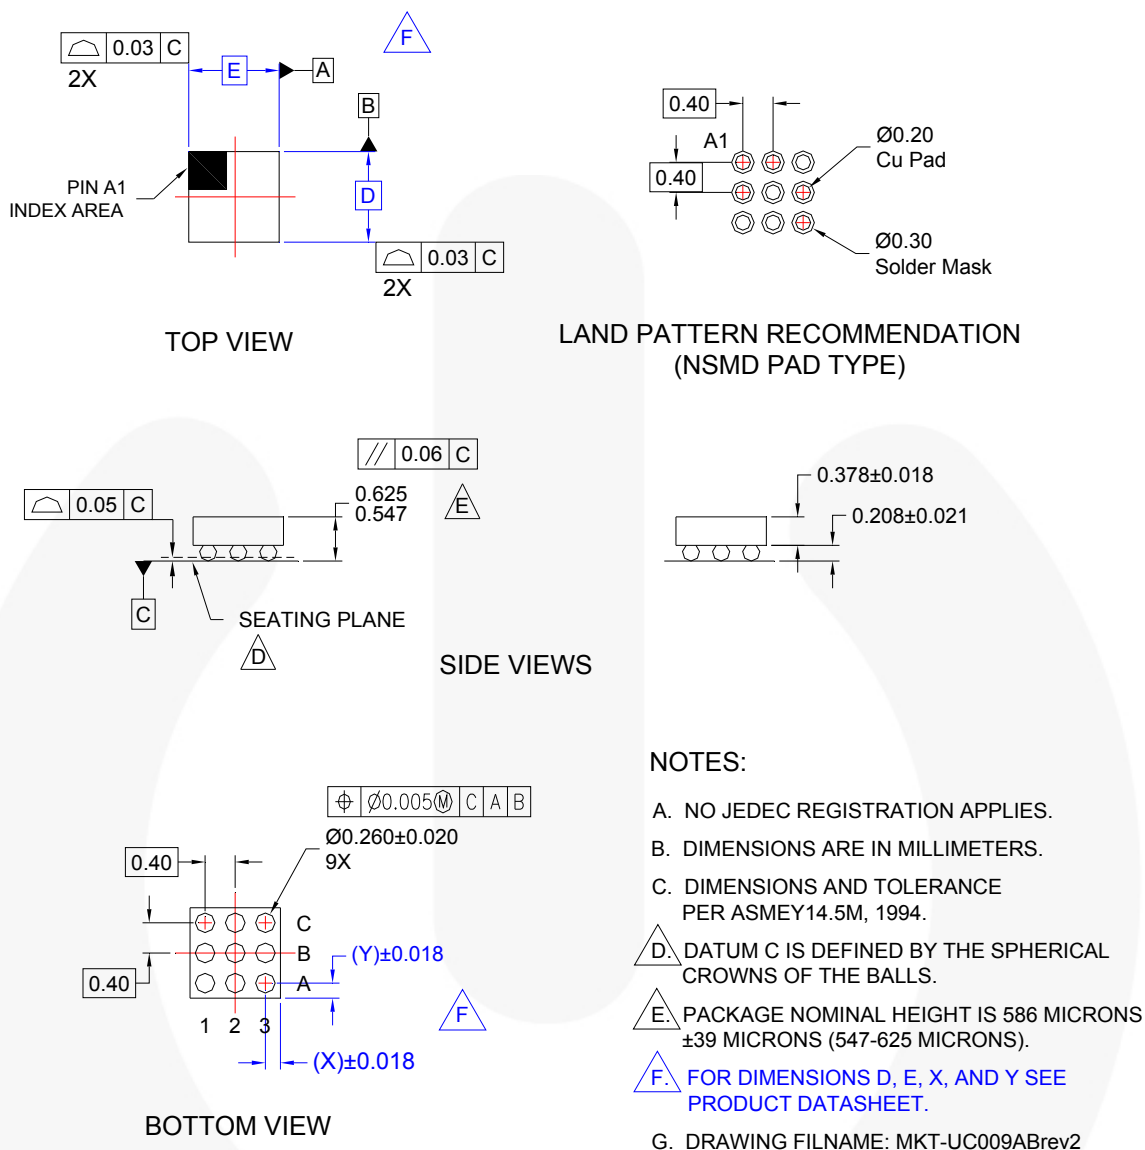 0.03 C
2X
E
A
F
B
D
PIN A1
INDEX AREA
0.03 C
2X
TOP VIEW
0.40
A1
0.40
Ø0.20
Cu Pad
Ø0.30
Solder Mask
LAND PATTERN RECOMMENDATION
(NSMD PAD TYPE)
// 0.06 C
0.05 C
0.625
0.547
E
C
SEATING PLANE
D
0.378±0.018
0.208±0.021
SIDE VIEWS
Ø0.005Ⓜ C A B
Ø0.260±0.020
9X
0.40
0.40
C
B
A
1 2 3
(Y)±0.018
(X)±0.018
F
BOTTOM VIEW
NOTES:
A. NO JEDEC REGISTRATION APPLIES.
B. DIMENSIONS ARE IN MILLIMETERS.
C. DIMENSIONS AND TOLERANCE
PER ASMEY14.5M, 1994.
D. DATUM C IS DEFINED BY THE SPHERICAL
CROWNS OF THE BALLS.
E. PACKAGE NOMINAL HEIGHT IS 586 MICRONS
±39 MICRONS (547-625 MICRONS).
F. FOR DIMENSIONS D, E, X, AND Y SEE
PRODUCT DATASHEET.
G. DRAWING FILNAME: MKT-UC009ABrev2